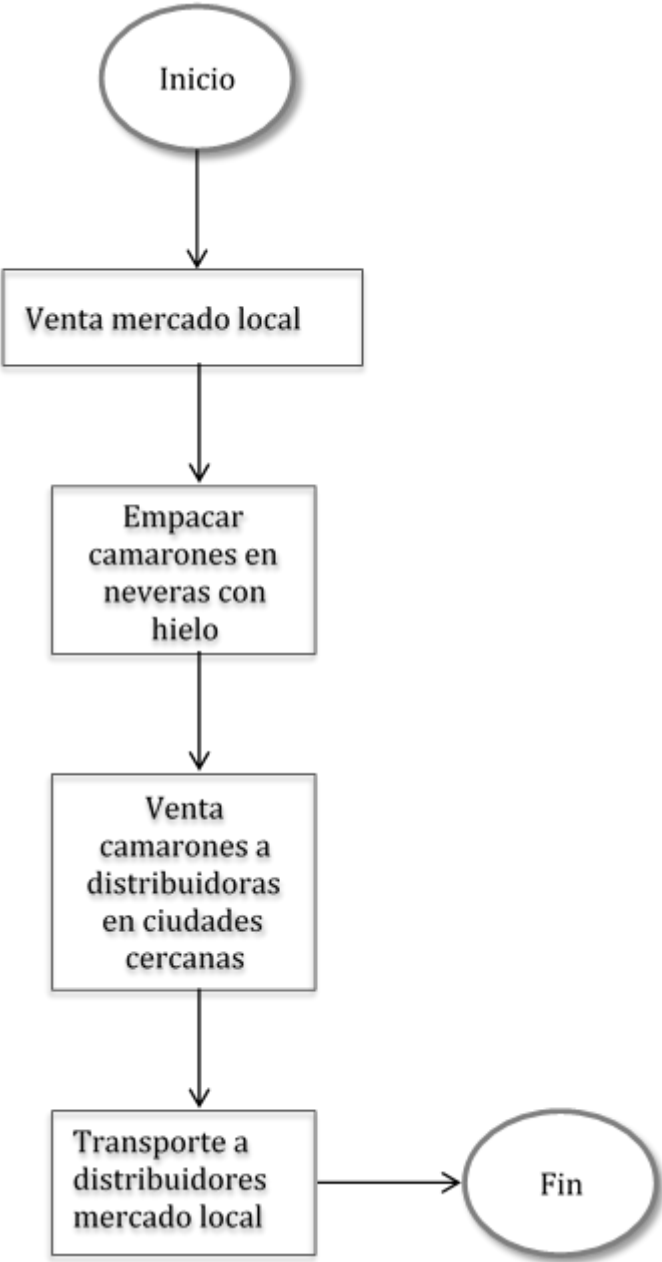 Inicio
Venta mercado local
Empacar
camarones en
neveras con
hielo
Venta
camarones a
distribuidoras
en ciudades
cercanas
Transporte a
distribuidores
mercado local
Fin